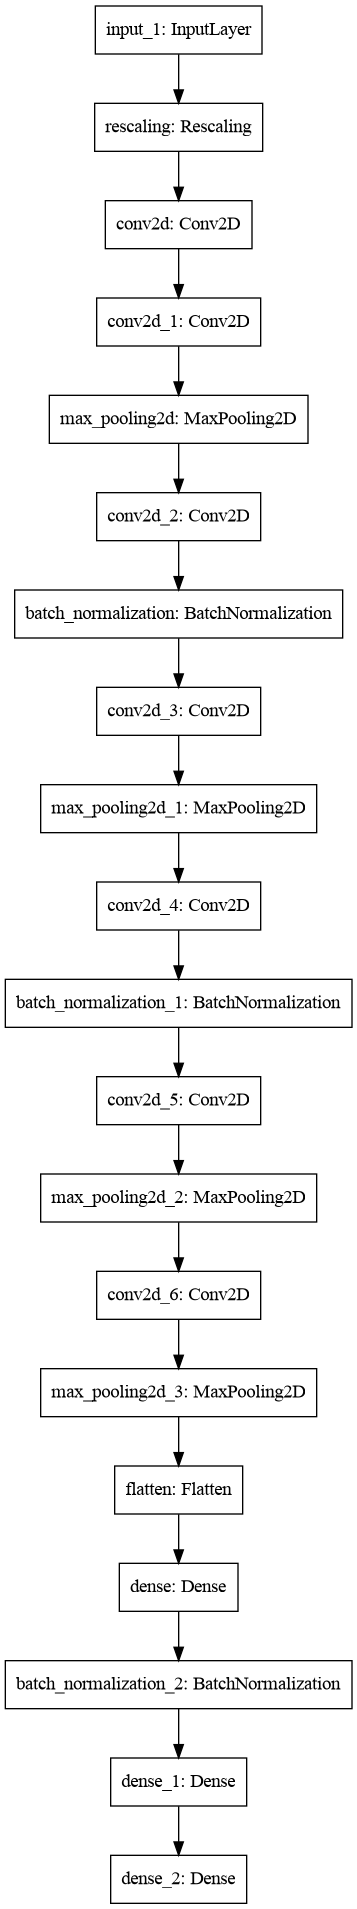 input_1: InputLayer
rescaling: Rescaling
conv2d: Conv2D
conv2d_1: Conv2D
max_pooling2d: MaxPooling2D
conv2d_2: Conv2D
batch_normalization: BatchNormalization
conv2d_3: Conv2D
max_pooling2d_1: MaxPooling2D
conv2d_4: Conv2D
batch_normalization_1: BatchNormalization
conv2d_5: Conv2D
max_pooling2d_2: MaxPooling2D
conv2d_6: Conv2D
max_pooling2d_3: MaxPooling2D
flatten: Flatten
dense: Dense
batch_normalization_2: BatchNormalization
dense_1: Dense
dense_2: Dense